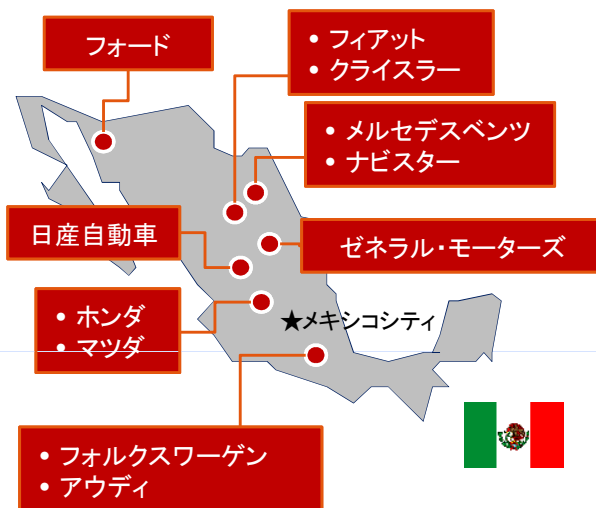 フォード
• フィアット
• クライスラー
• メルセデスベンツ
• ナビスター
日産自動車
ゼネラル・モーターズ
• ホンダ
• マツダ
★メキシコシティ
• フォルクスワーゲン
• アウディ